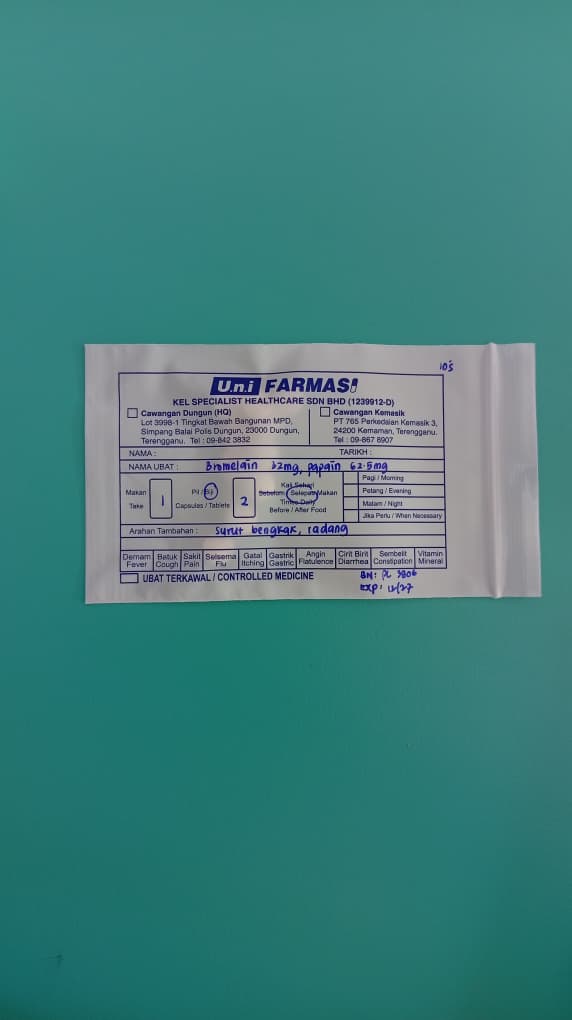 10's
Uni FARMASI
KEL SPECIALIST HEALTHCARE SDN BHD (1239912-D)
Cawangan Dungun (HQ)
Lot 3998-1 Tingkat Bawah Bangunan MPD,
Simpang Balai Polis Dungun, 23000 Dungun,
Terengganu. Tel : 09-842 3832
Cawangan Kemasik
PT 765 Perkedaian Kemasik 3,
24200 Kemaman, Terengganu.
Tel : 09-867 8907
NAMA : TARIKH :
NAMA UBAT : Bromelain 32mg, papain 62.5mg
Makan 1 Pil / Biji 2 Kali Sehari
Sebelum / Selepas Makan
Take Capsules / Tablets Times Daily
Before / After Food
Pagi / Morning
Petang / Evening
Malam / Night
Jika Perlu / When Necessary
Arahan Tambahan : surut bengkak, radang
Demam Batuk Sakit Selsema Gatal Gastrik Angin Cirit Birit Sembelit Vitamin
Fever Cough Pain Flu Itching Gastric Flatulence Diarrhea Constipation Mineral
UBAT TERKAWAL / CONTROLLED MEDICINE
BN: PL 3806
EXP: 12/27